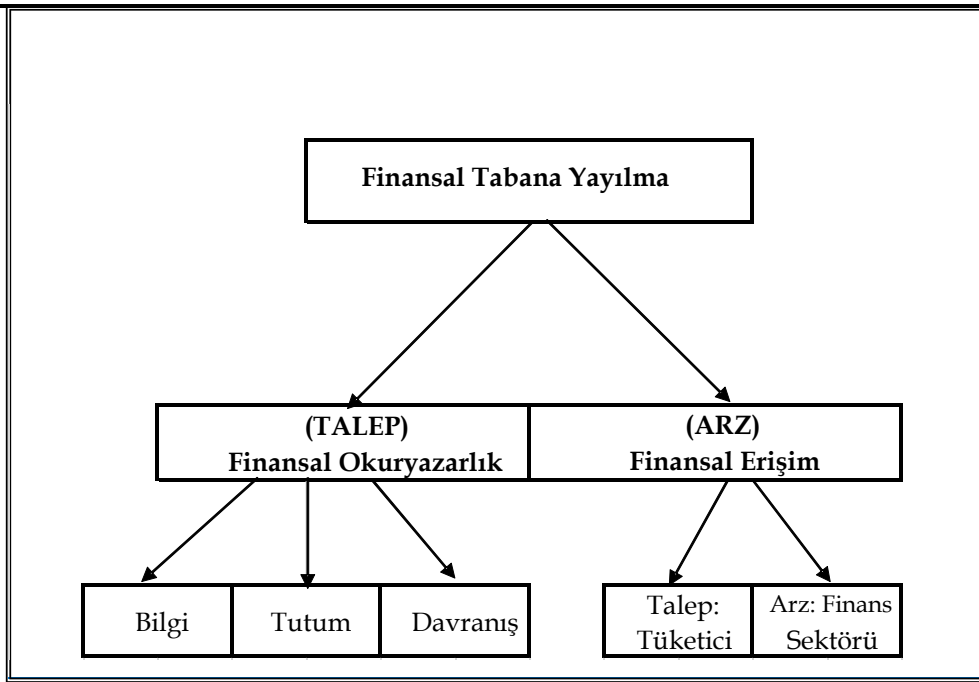 Finansal Tabana Yayılma
(TALEP)
Finansal Okuryazarlık
(ARZ)
Finansal Erişim
Bilgi
Tutum
Davranış
Talep:
Tüketici
Arz: Finans
Sektörü